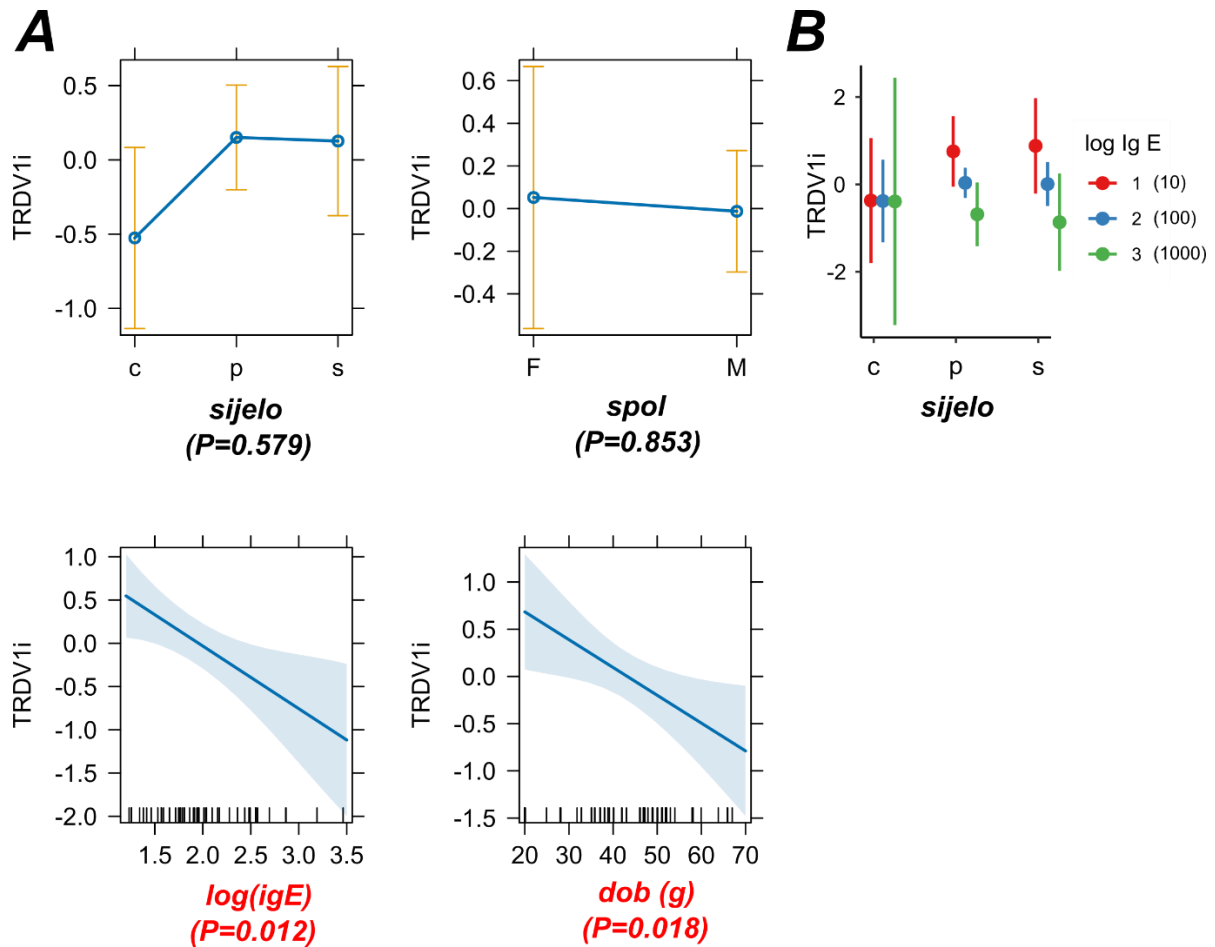 A
B
TRDV1i
0.5
0.0
-0.5
-1.0
c p s
sijelo
(P=0.579)
TRDV1i
0.6
0.4
0.2
0.0
-0.2
-0.4
F M
spol
(P=0.853)
TRDV1i
2
0
-2
c p s
sijelo
log Ig E
1 (10)
2 (100)
3 (1000)
TRDV1i
1.0
0.5
0.0
-0.5
-1.0
-1.5
-2.0
1.5 2.0 2.5 3.0 3.5
log(igE)
(P=0.012)
TRDV1i
1.0
0.5
0.0
-0.5
-1.0
-1.5
20 30 40 50 60 70
dob (g)
(P=0.018)